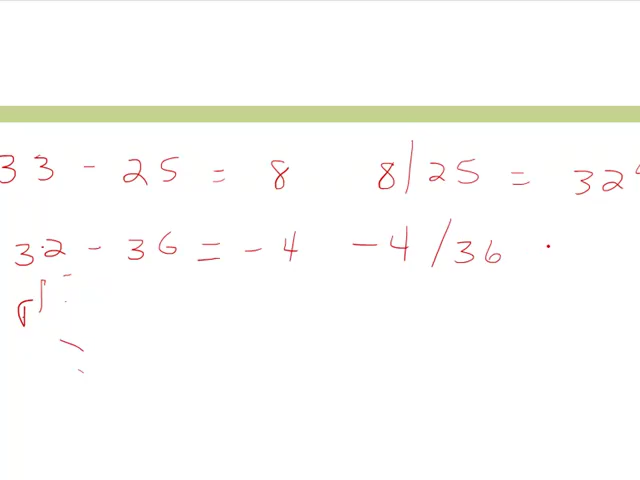 33 - 25 = 8 8/25 = 32
32 - 36 = -4 -4/36